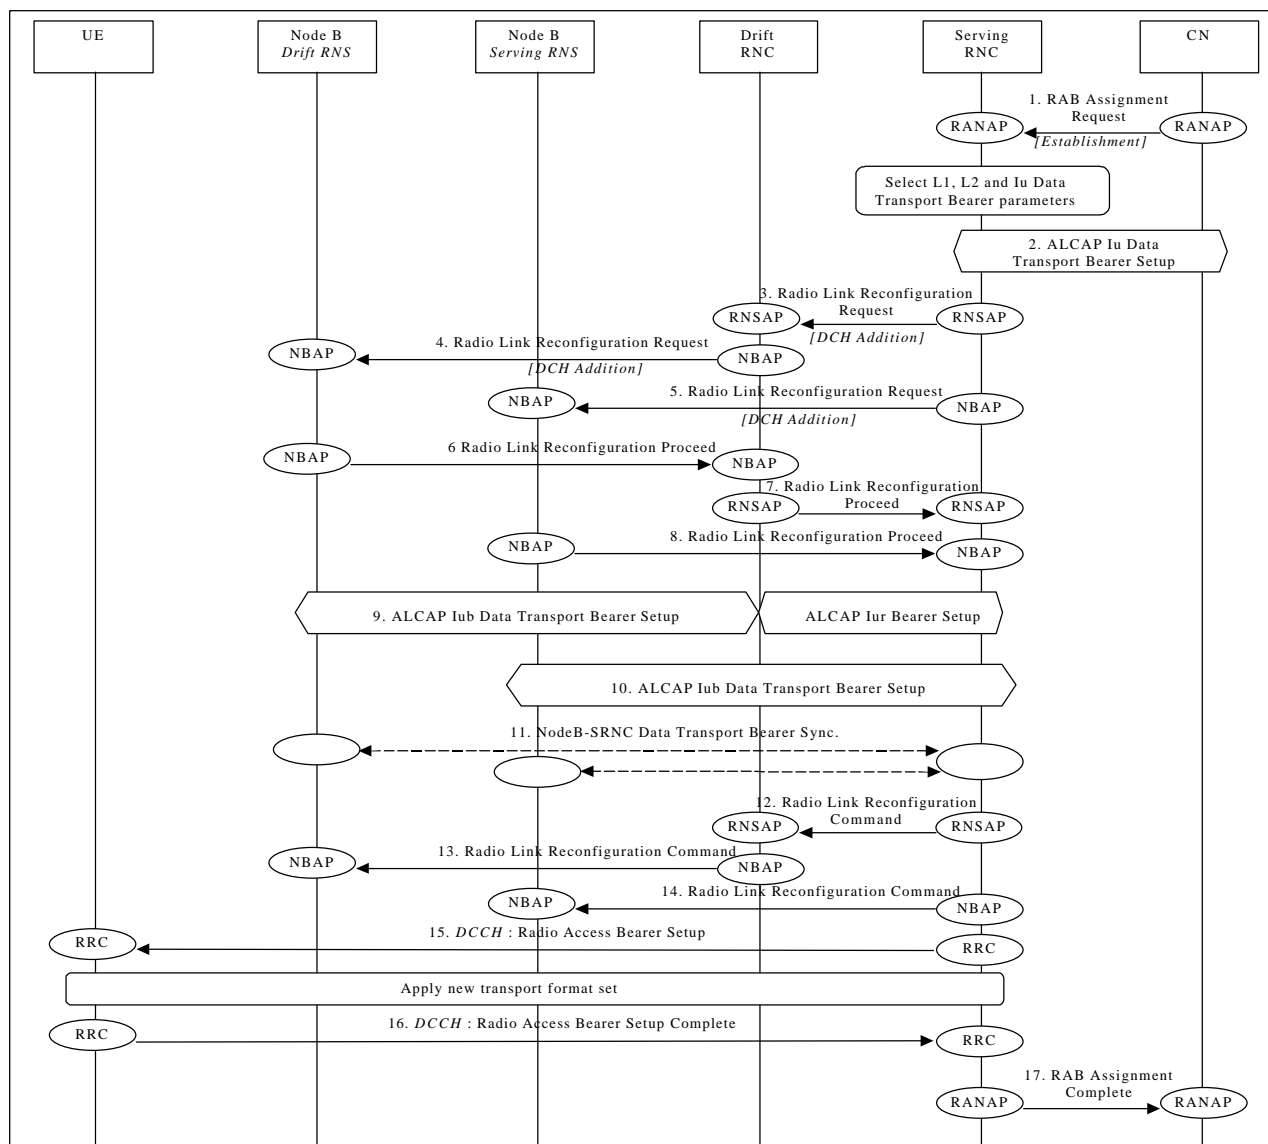 UE
Node B
Drift RNS
Node B
Serving RNS
Drift
RNC
Serving
RNC
CN
1. RAB Assignment
Request
RANAP
RANAP
[Establishment]
Select L1, L2 and Iu Data
Transport Bearer parameters
2. ALCAP Iu Data
Transport Bearer Setup
3. Radio Link Reconfiguration
Request
RNSAP
RNSAP
[DCH Addition]
4. Radio Link Reconfiguration Request
NBAP
NBAP
[DCH Addition]
5. Radio Link Reconfiguration Request
NBAP
NBAP
[DCH Addition]
6 Radio Link Reconfiguration Proceed
NBAP
NBAP
7. Radio Link Reconfiguration
Proceed
RNSAP
RNSAP
8. Radio Link Reconfiguration Proceed
NBAP
NBAP
9. ALCAP Iub Data Transport Bearer Setup
ALCAP Iur Bearer Setup
10. ALCAP Iub Data Transport Bearer Setup
11. NodeB-SRNC Data Transport Bearer Sync.
12. Radio Link Reconfiguration
Command
RNSAP
RNSAP
13. Radio Link Reconfiguration Command
NBAP
NBAP
14. Radio Link Reconfiguration Command
NBAP
NBAP
15. DCCH : Radio Access Bearer Setup
RRC
RRC
Apply new transport format set
16. DCCH : Radio Access Bearer Setup Complete
RRC
RRC
17. RAB Assignment
Complete
RANAP
RANAP